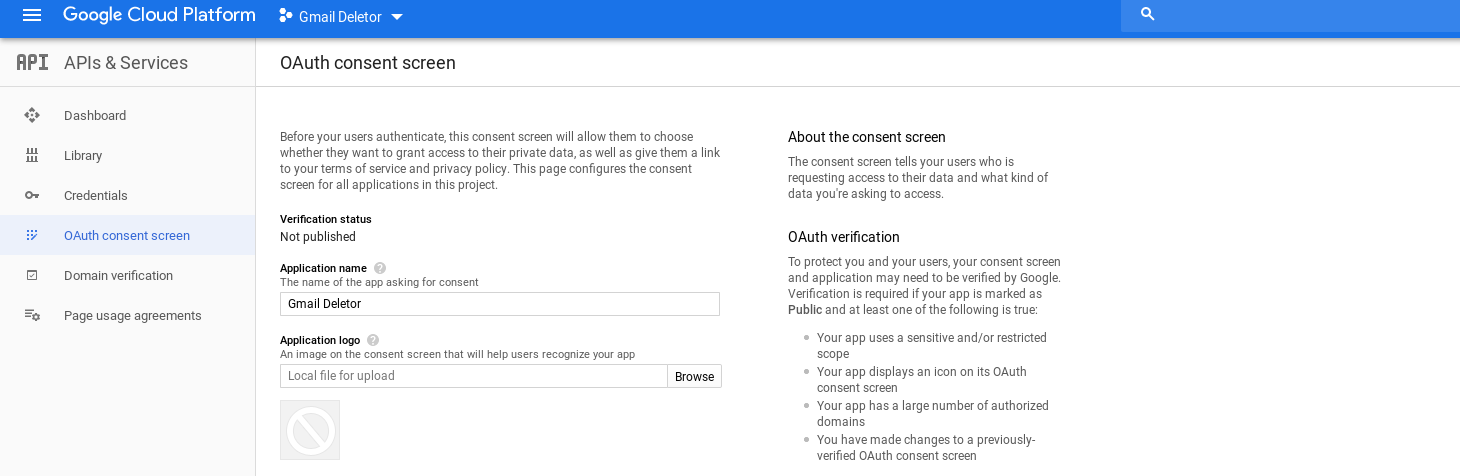 Google Cloud Platform
Gmail Deletor
API APIs & Services
OAuth consent screen
Dashboard
Library
Credentials
OAuth consent screen
Domain verification
Page usage agreements
Before your users authenticate, this consent screen will allow them to choose
whether they want to grant access to their private data, as well as give them a link
to your terms of service and privacy policy. This page configures the consent
screen for all applications in this project.
Verification status
Not published
Application name ?
The name of the app asking for consent
Gmail Deletor
Application logo ?
An image on the consent screen that will help users recognize your app
Local file for upload
Browse
About the consent screen
The consent screen tells your users who is
requesting access to their data and what kind of
data you're asking to access.
OAuth verification
To protect you and your users, your consent screen
and application may need to be verified by Google.
Verification is required if your app is marked as
Public and at least one of the following is true:
Your app uses a sensitive and/or restricted
scope
Your app displays an icon on its OAuth
consent screen
Your app has a large number of authorized
domains
You have made changes to a previously-
verified OAuth consent screen